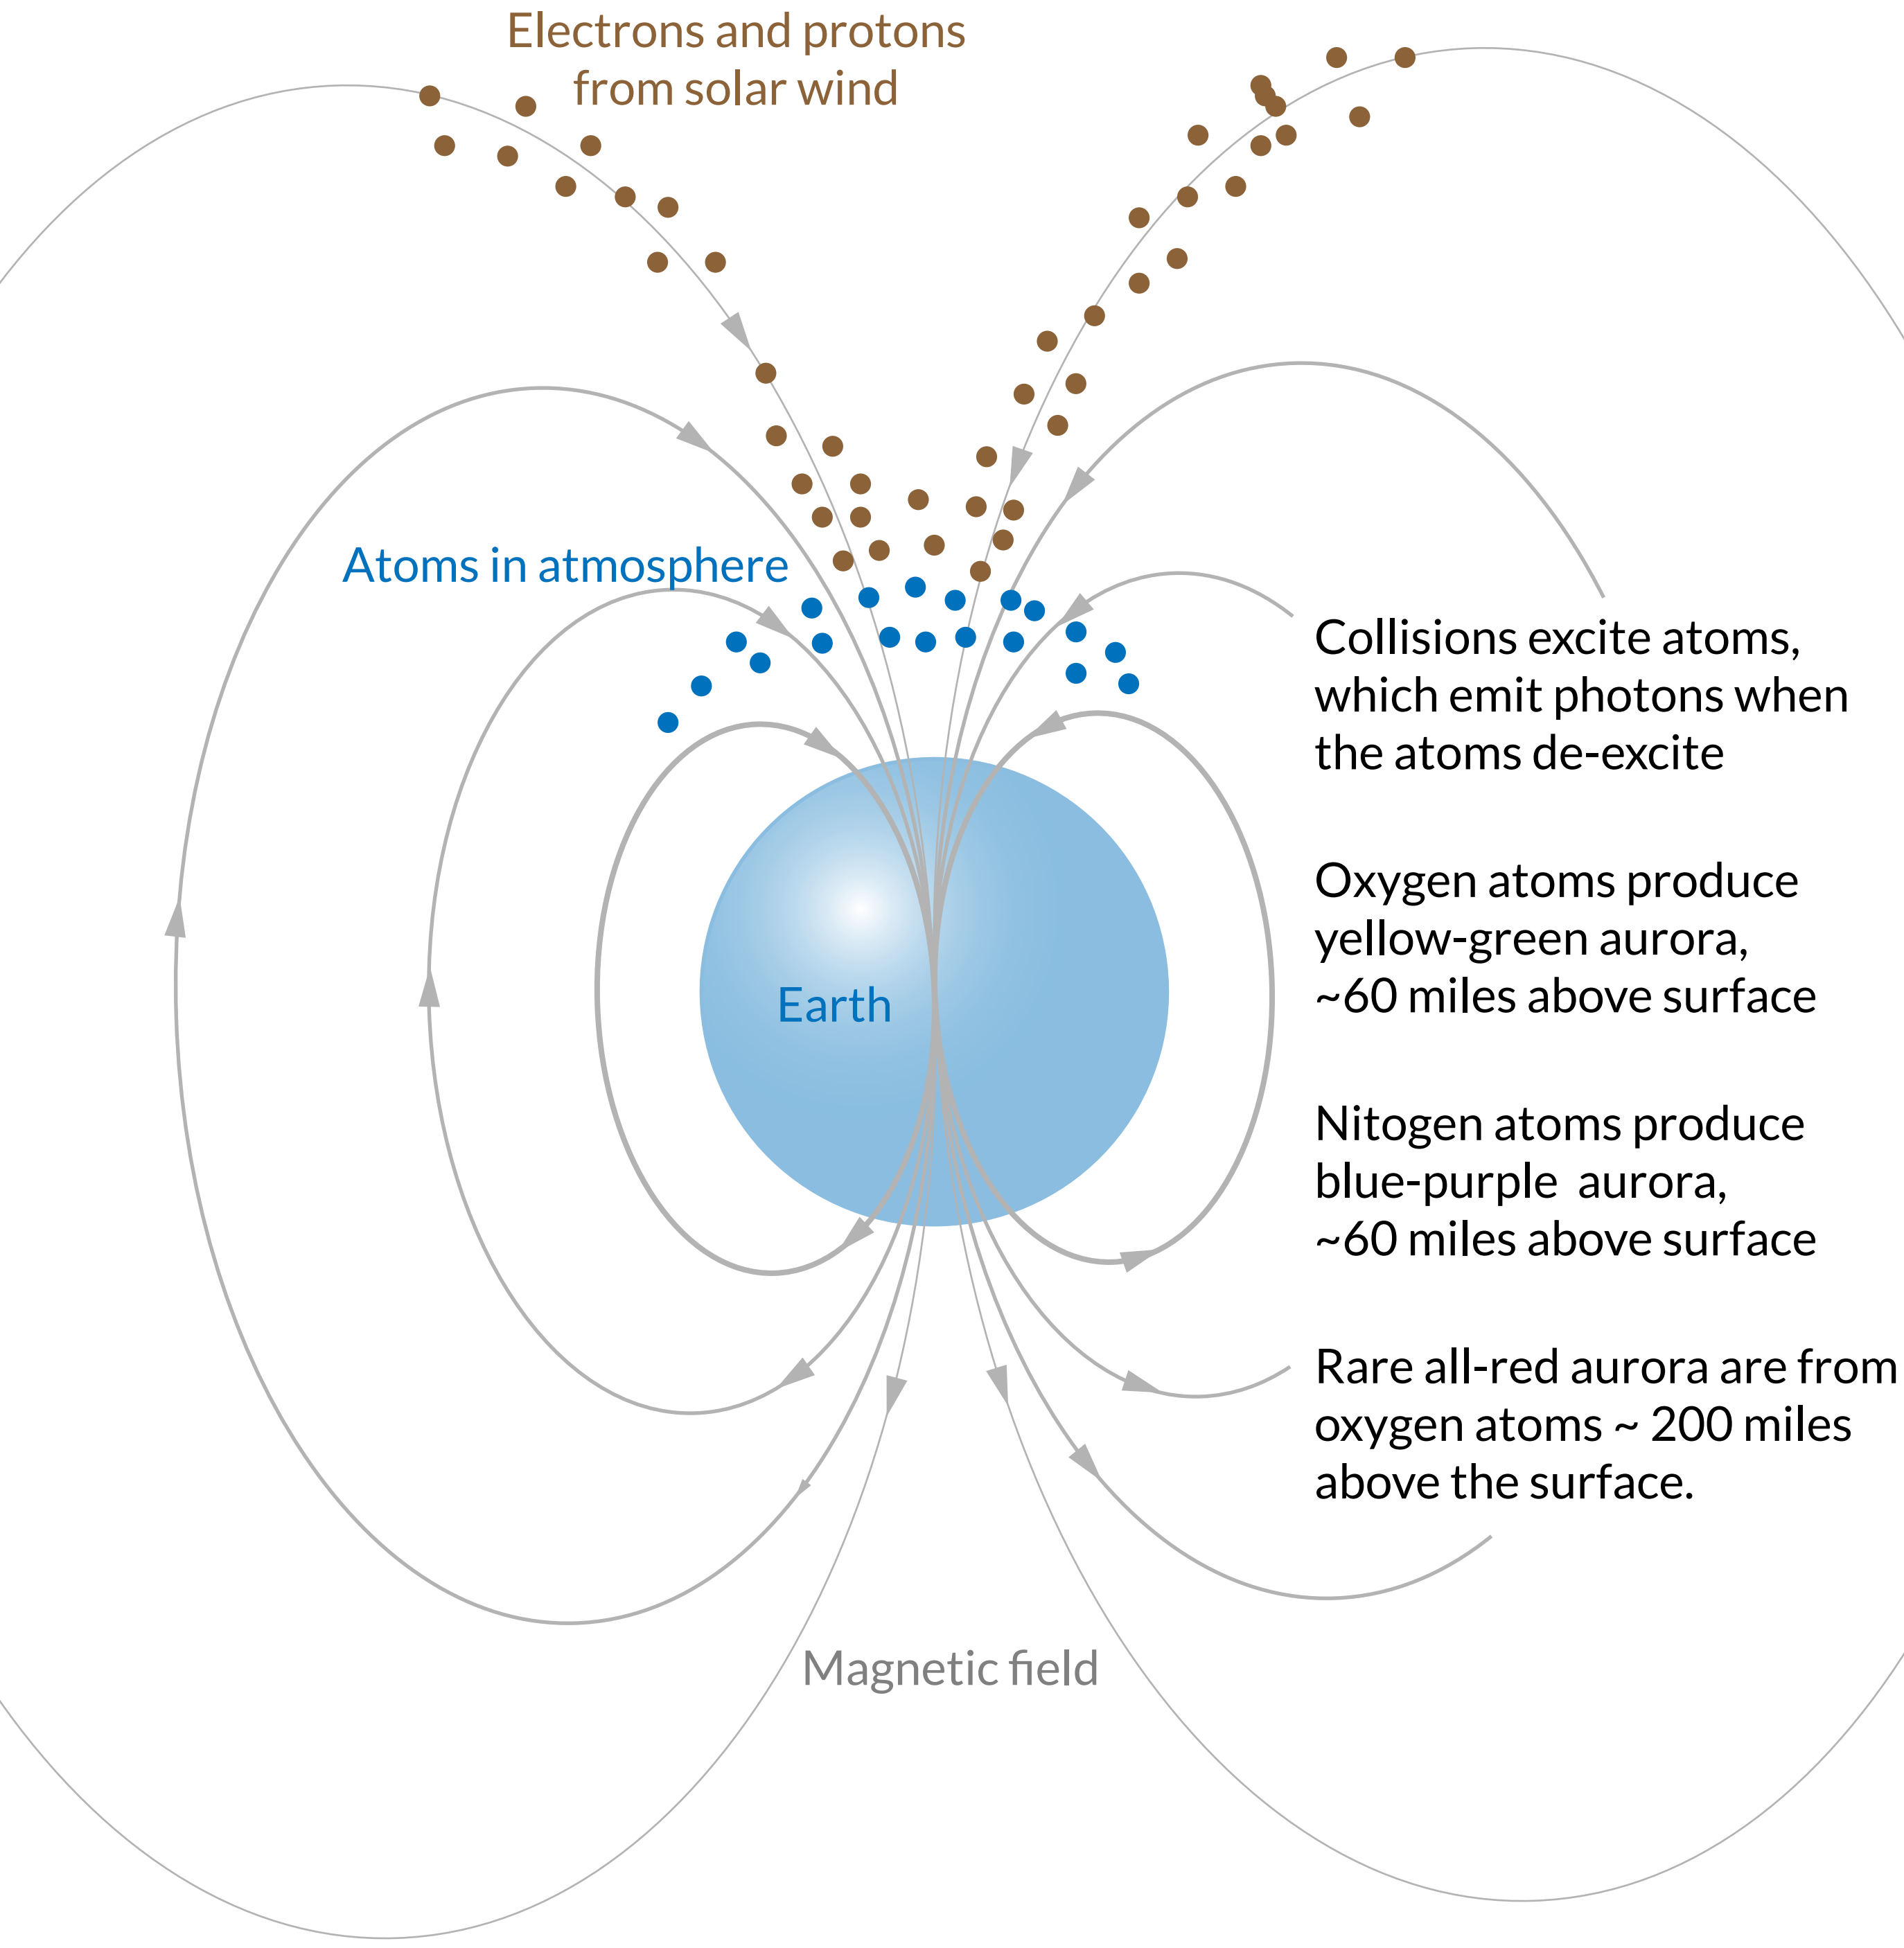 Electrons and protons
from solar wind
Atoms in atmosphere
Collisions excite atoms,
which emit photons when
the atoms de-excite
Oxygen atoms produce
yellow-green aurora,
~60 miles above surface
Earth
Nitogen atoms produce
blue-purple  aurora,
~60 miles above surface
Rare all-red aurora are from
oxygen atoms ~ 200 miles
above the surface.
Magnetic field